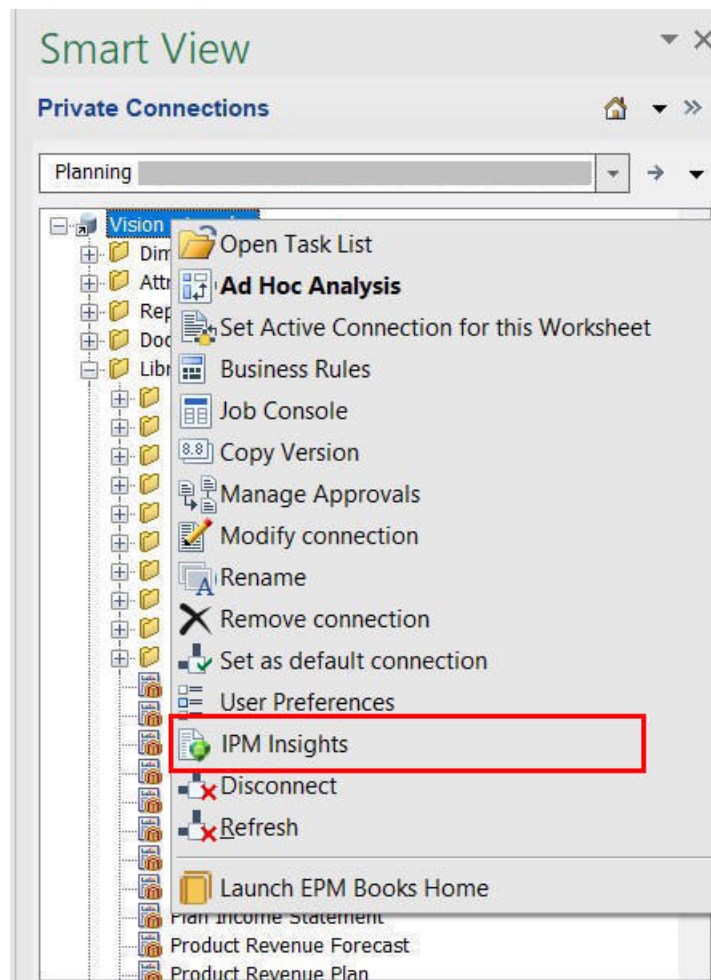 Smart View
Private Connections
Planning
Vision
Dim
Open Task List
Attr
Ad Hoc Analysis
Rep
Set Active Connection for this Worksheet
Doc
Libr
Business Rules
Job Console
8.8 Copy Version
Manage Approvals
Modify connection
A Rename
Remove connection
Set as default connection
User Preferences
IPM Insights
Disconnect
Refresh
Launch EPM Books Home
Plan Income Statement
Product Revenue Forecast
Product Revenue Plan